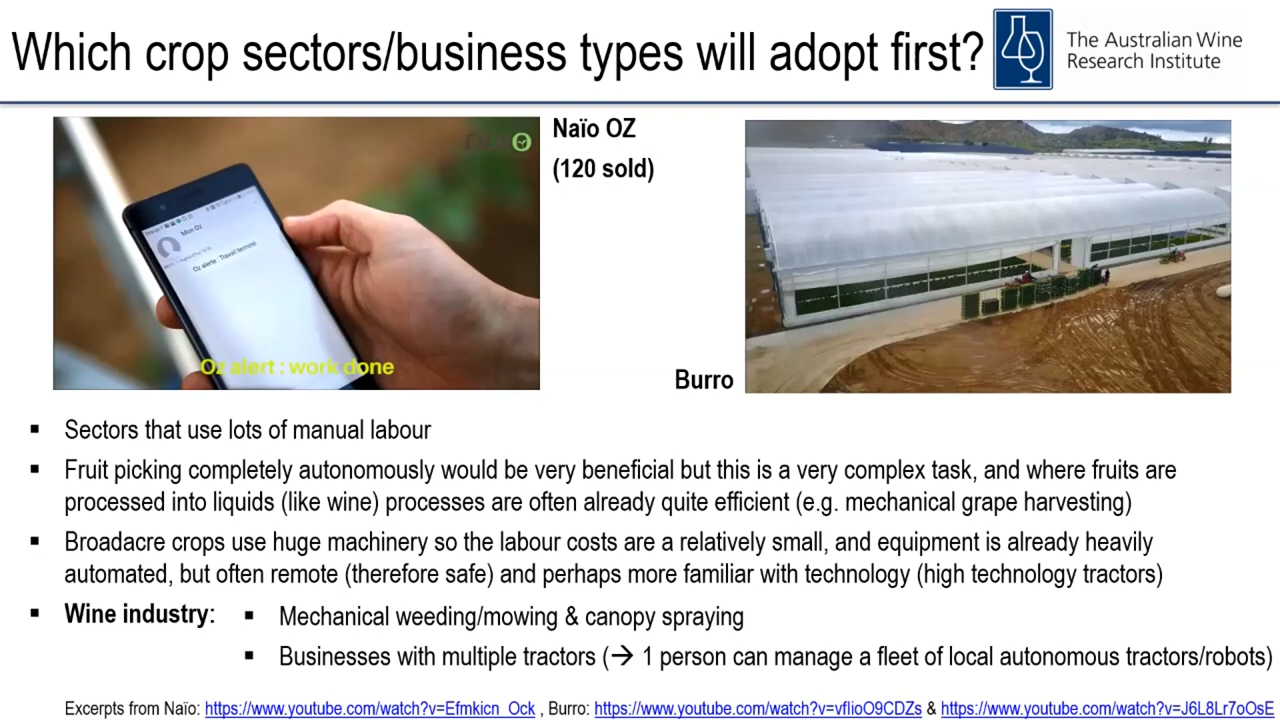 Which crop sectors/business types will adopt first?
The Australian Wine
Research Institute
Naïo OZ
(120 sold)
Mon Oz
Oz alerte : Travail terminé
Oz alert : work done
Burro
▪ Sectors that use lots of manual labour
▪ Fruit picking completely autonomously would be very beneficial but this is a very complex task, and where fruits are
processed into liquids (like wine) processes are often already quite efficient (e.g. mechanical grape harvesting)
▪ Broadacre crops use huge machinery so the labour costs are a relatively small, and equipment is already heavily
automated, but often remote (therefore safe) and perhaps more familiar with technology (high technology tractors)
▪ Wine industry: ▪ Mechanical weeding/mowing & canopy spraying
▪ Businesses with multiple tractors (→ 1 person can manage a fleet of local autonomous tractors/robots)
Excerpts from Naïo: https://www.youtube.com/watch?v=Efmkicn_Ock , Burro: https://www.youtube.com/watch?v=vfIioO9CDZs & https://www.youtube.com/watch?v=J6L8Lr7oOsE